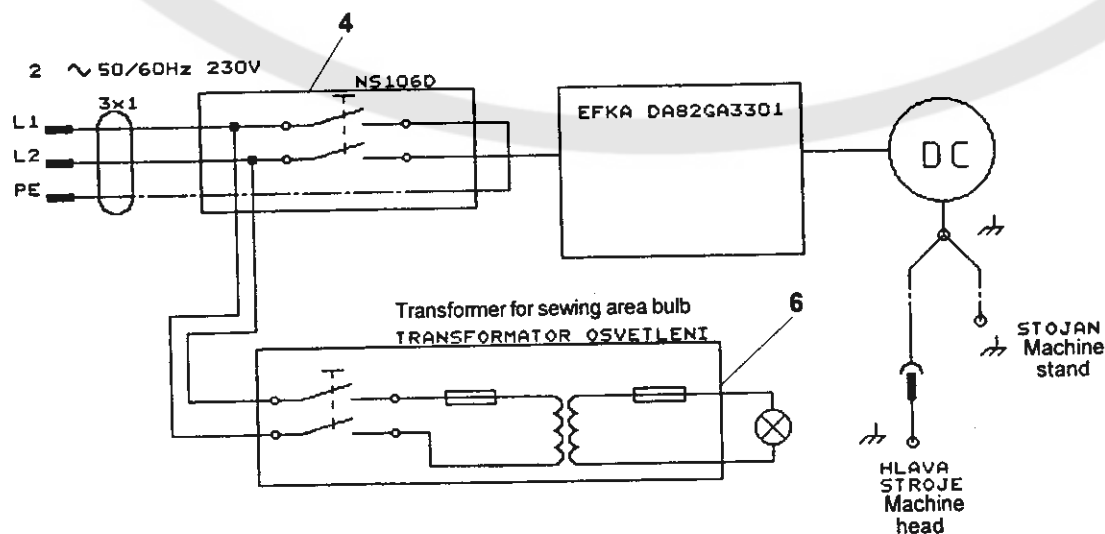 4
2 ∿ 50/60Hz 230V
NS106D
3x1
EFKA DA82GA3301
L1
L2
DC
PE
Transformer for sewing area bulb
6
TRANSFORMATOR OSVETLENI
STOJAN
Machine
stand
HLAVA
STROJE
Machine
head